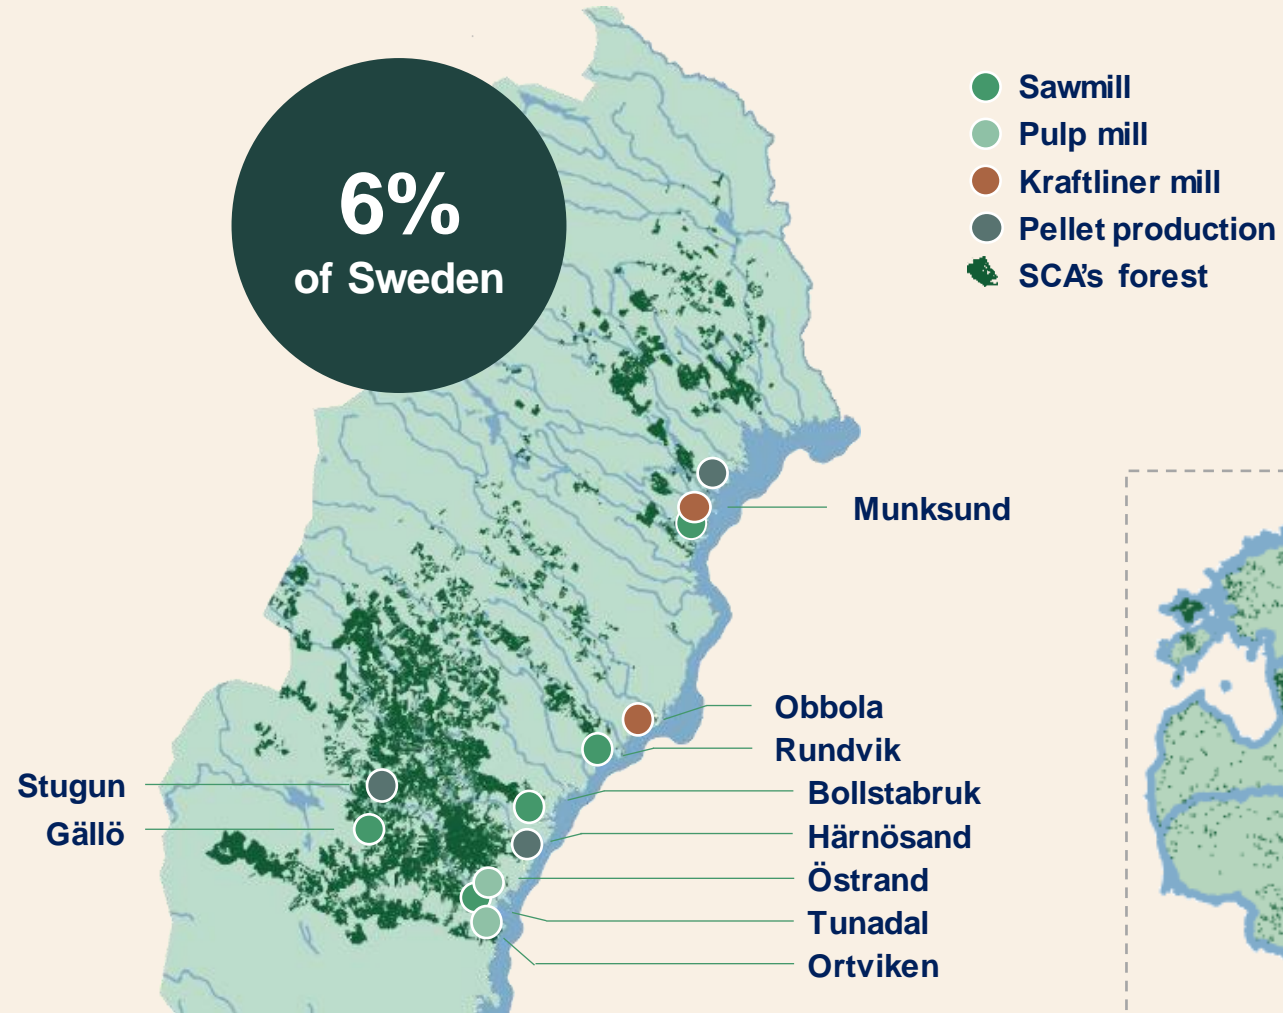 6%
of Sweden
Sawmill
Pulp mill
Kraftliner mill
Pellet production
SCA's forest
Munksund
Obbola
Rundvik
Bollstabruk
Härnösand
Östrand
Tunadal
Ortviken
Stugun
Gällö